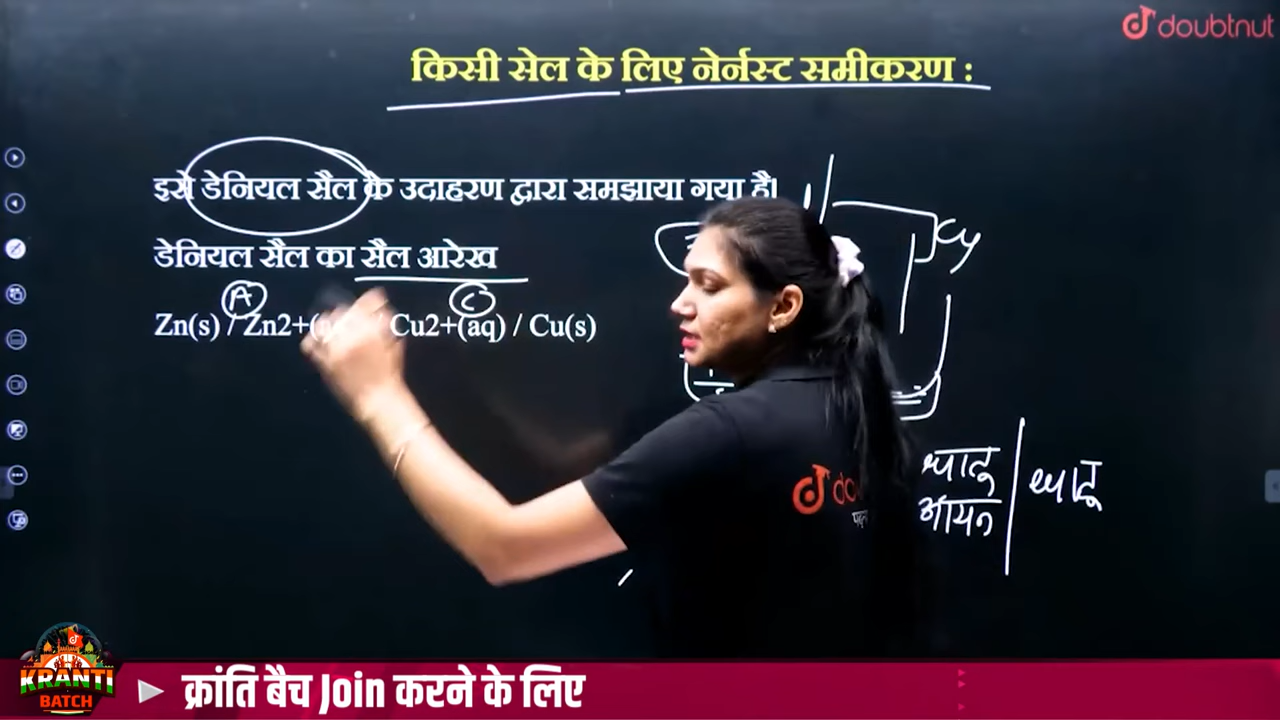 doubtnut
किसी सेल के लिए नेर्नस्ट समीकरण :
इसे डेनियल सैल के उदाहरण द्वारा समझाया गया है।
डेनियल सैल का सैल आरेख
A C
Zn(s) / Zn2+( / Cu2+(aq) / Cu(s)
Cu
धातु आयन | धातु
KRANTI BATCH
क्रांति बैच Join करने के लिए